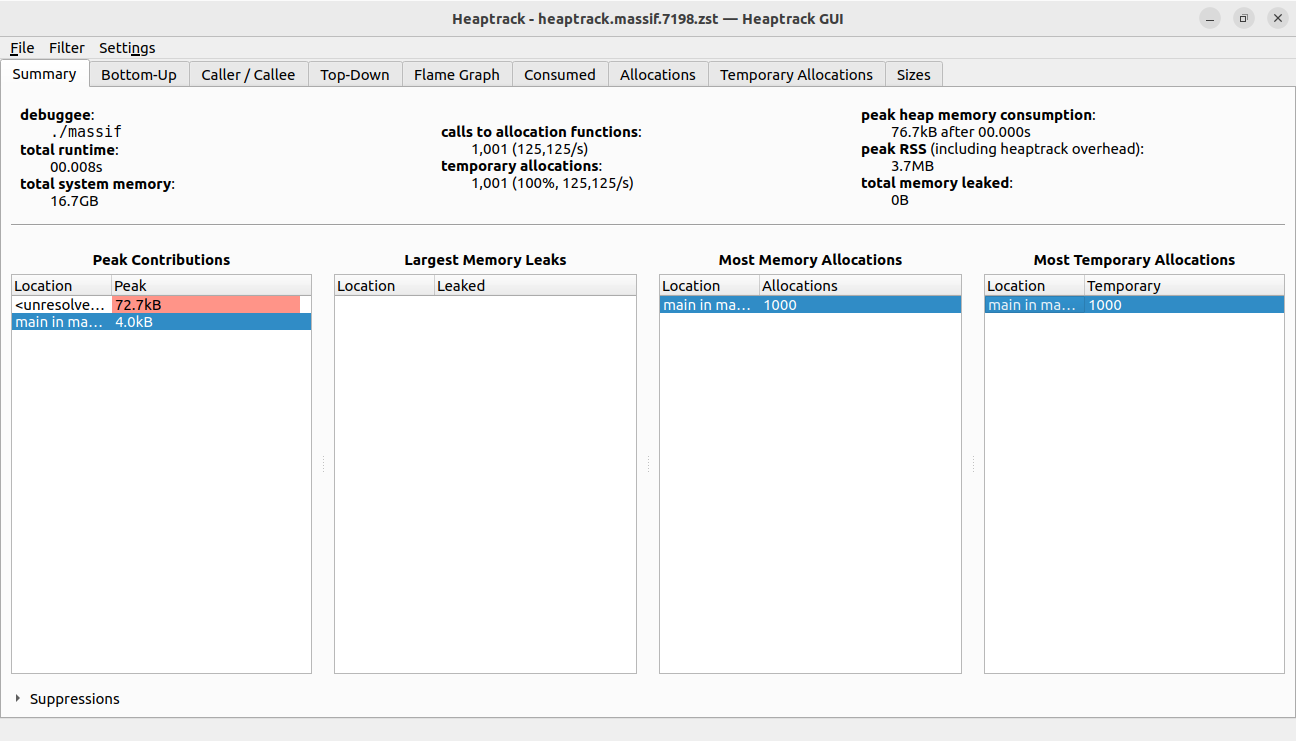 Heaptrack - heaptrack.massif.7198.zst — Heaptrack GUI
File Filter Settings
Summary Bottom-Up Caller / Callee Top-Down Flame Graph Consumed Allocations Temporary Allocations Sizes
debuggee:
./massif
total runtime:
00.008s
total system memory:
16.7GB
calls to allocation functions:
1,001 (125,125/s)
temporary allocations:
1,001 (100%, 125,125/s)
peak heap memory consumption:
76.7kB after 00.000s
peak RSS (including heaptrack overhead):
3.7MB
total memory leaked:
0B
Peak Contributions
Location Peak
<unresolve... 72.7kB
main in ma... 4.0kB
Largest Memory Leaks
Location Leaked
Most Memory Allocations
Location Allocations
main in ma... 1000
Most Temporary Allocations
Location Temporary
main in ma... 1000
Suppressions